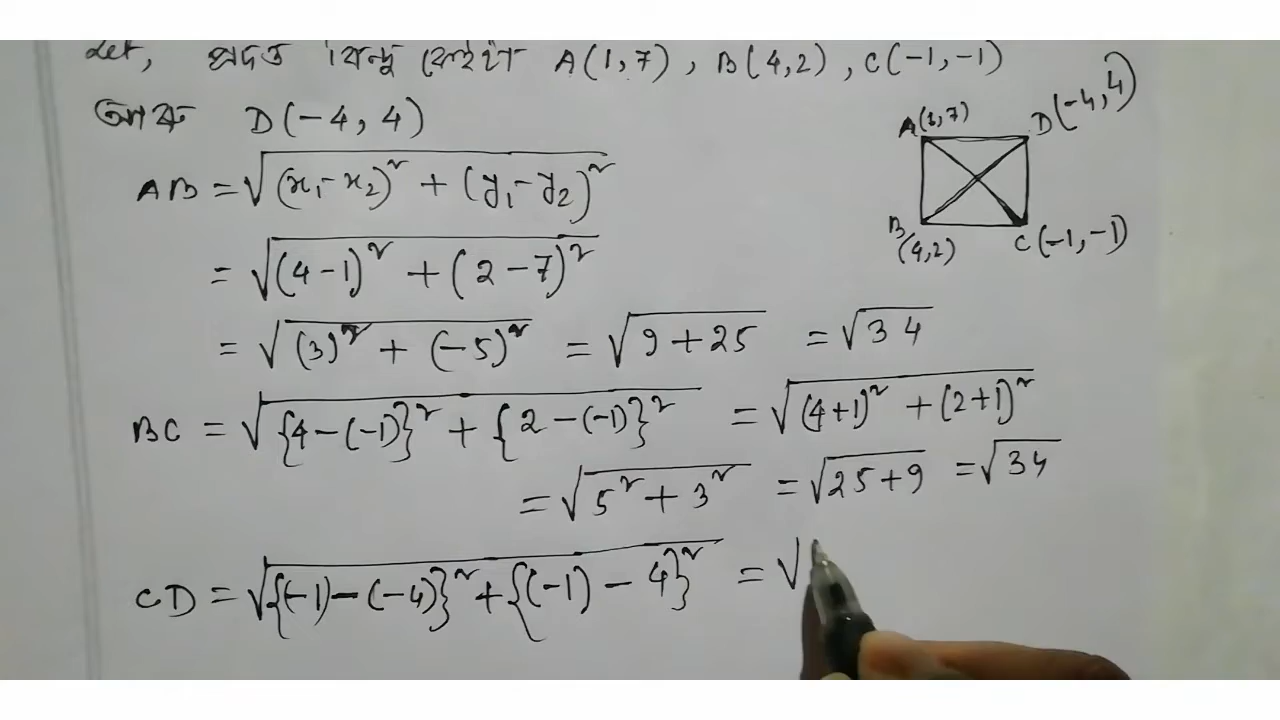 Let, প্রদত্ত বিন্দু কেইটা A(1,7), B(4,2), C(-1,-1)
আৰু D(-4,4)
A(1,7) D(-4,4)
AB = √(x₁-x₂)² + (y₁-y₂)²
B(4,2) C(-1,-1)
= √(4-1)² + (2-7)²
= √(3)² + (-5)² = √9+25 = √34
BC = √{4-(-1)}² + {2-(-1)}² = √(4+1)² + (2+1)²
= √5² + 3² = √25+9 = √34
CD = √{(-1)-(-4)}² + {(-1)-4}² = √